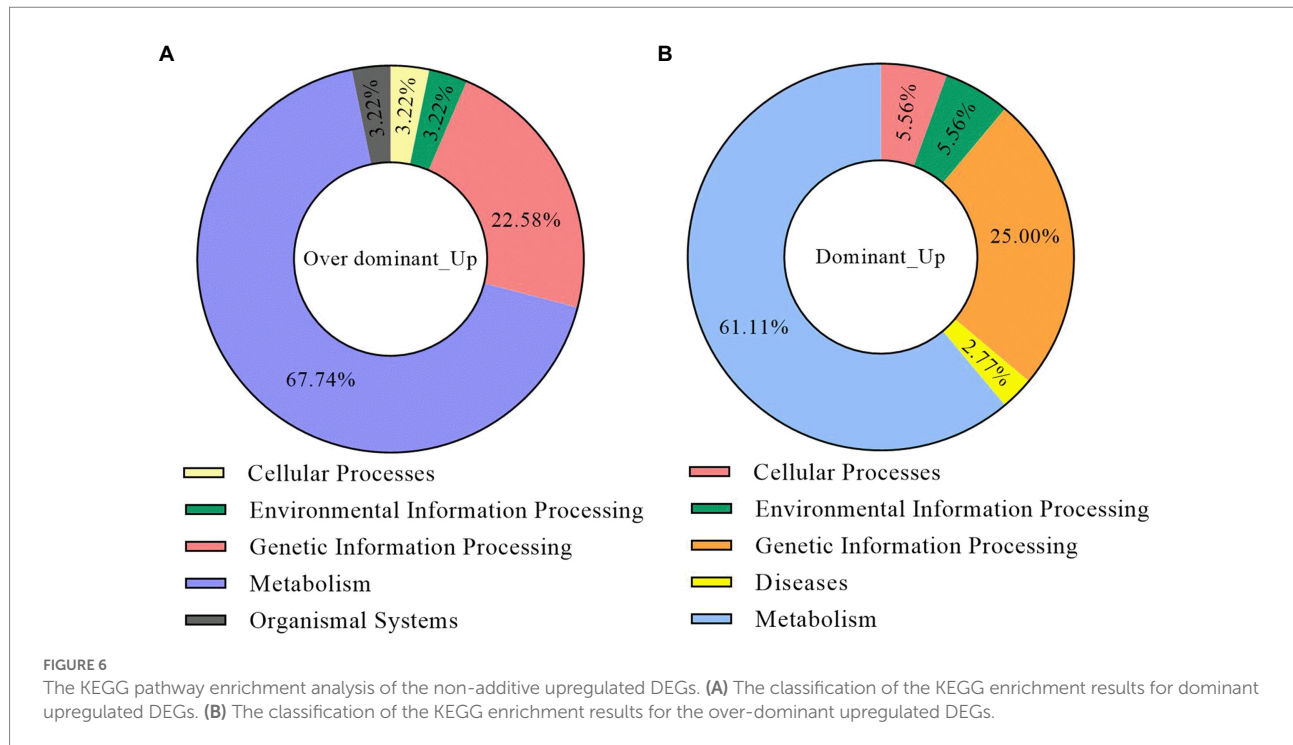 A
3.22%
3.22%
3.22%
22.58%
Over dominant_Up
67.74%
Cellular Processes
Environmental Information Processing
Genetic Information Processing
Metabolism
Organismal Systems
B
5.56%
5.56%
25.00%
Dominant_Up
61.11%
2.77%
Cellular Processes
Environmental Information Processing
Genetic Information Processing
Diseases
Metabolism
FIGURE 6
The KEGG pathway enrichment analysis of the non-additive upregulated DEGs. (A) The classification of the KEGG enrichment results for dominant
upregulated DEGs. (B) The classification of the KEGG enrichment results for the over-dominant upregulated DEGs.